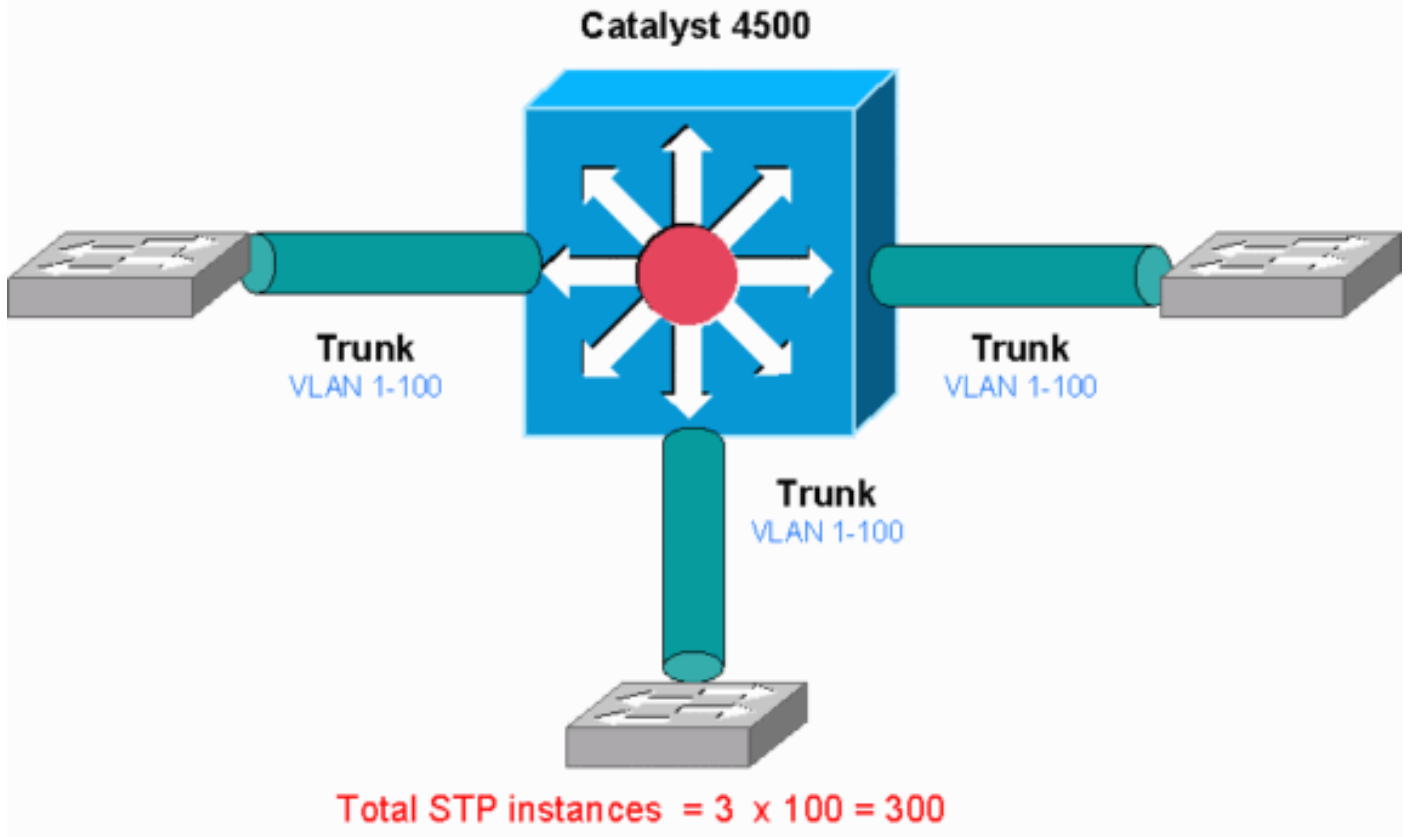 Catalyst 4500
Trunk
VLAN 1-100
Trunk
VLAN 1-100
Trunk
VLAN 1-100
Total STP instances = 3 x 100 = 300